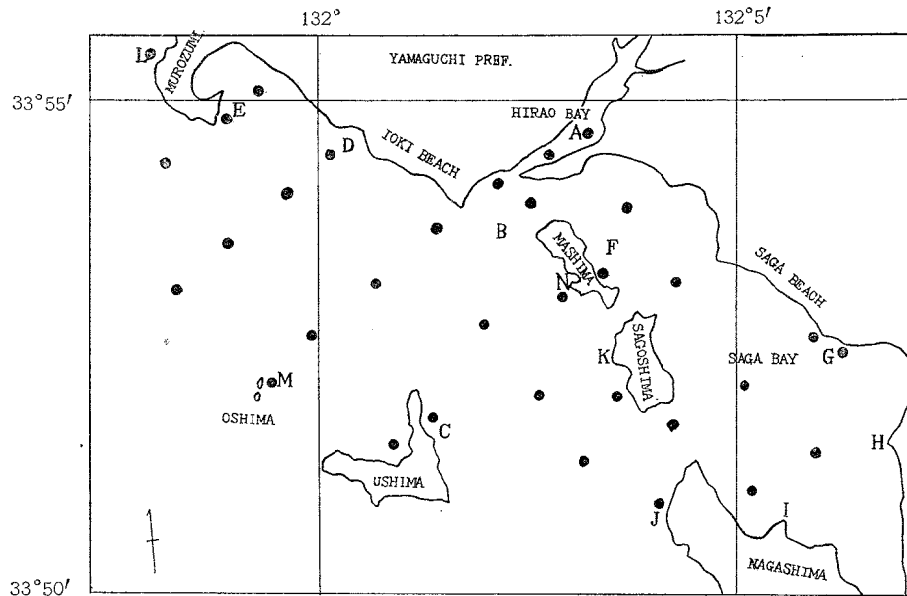 132°
132°5′
L
MUROZUMI
YAMAGUCHI PREF.
33°55′
E
HIRAO BAY
A
D
IOKI BEACH
B
F
MASHIMA
SAGA BEACH
N
K
SAGOSHIMA
SAGA BAY
G
M
OSHIMA
C
H
USHIMA
J
I
NAGASHIMA
33°50′